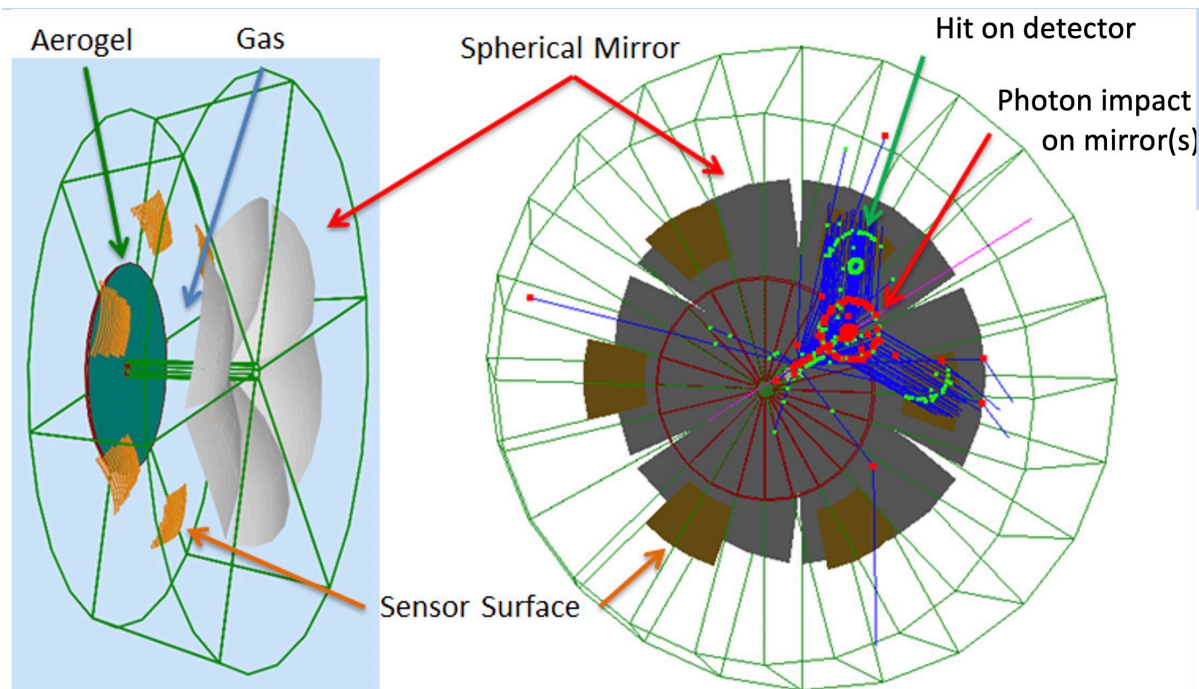 Aerogel
Gas
Spherical Mirror
Hit on detector
Photon impact
on mirror(s)
Sensor Surface